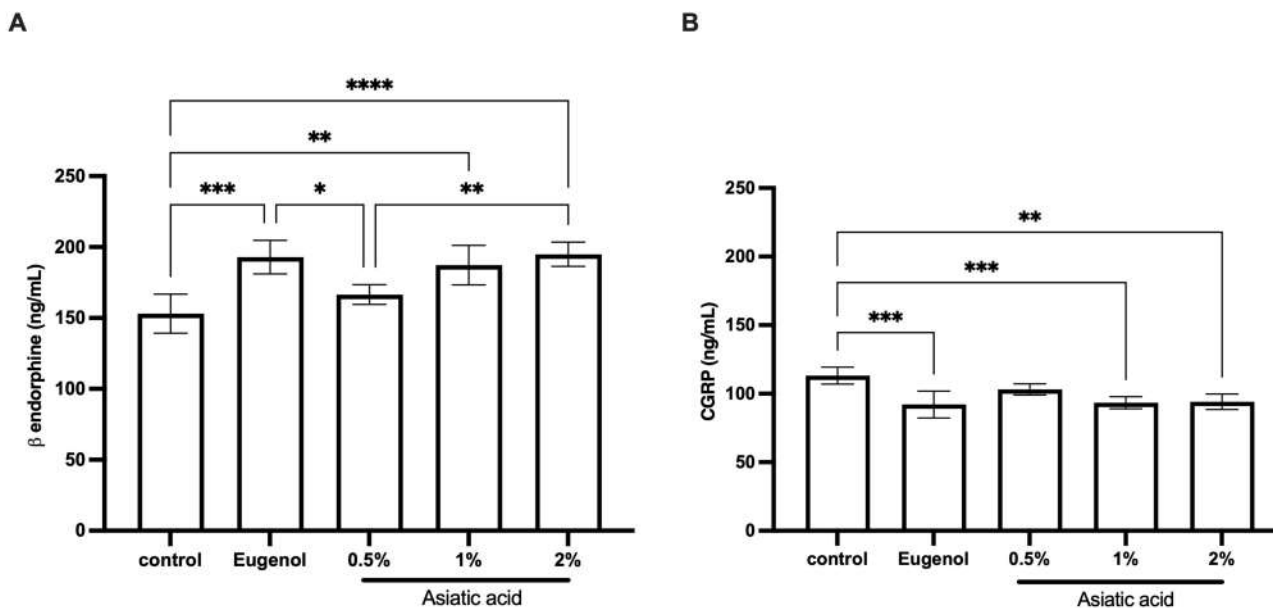 A
****
**
***
*
**
250
200
150
100
50
0
β endorphine (ng/mL)
control
Eugenol
0.5%
1%
2%
Asiatic acid
B
**
***
***
250
200
150
100
50
0
CGRP (ng/mL)
control
Eugenol
0.5%
1%
2%
Asiatic acid